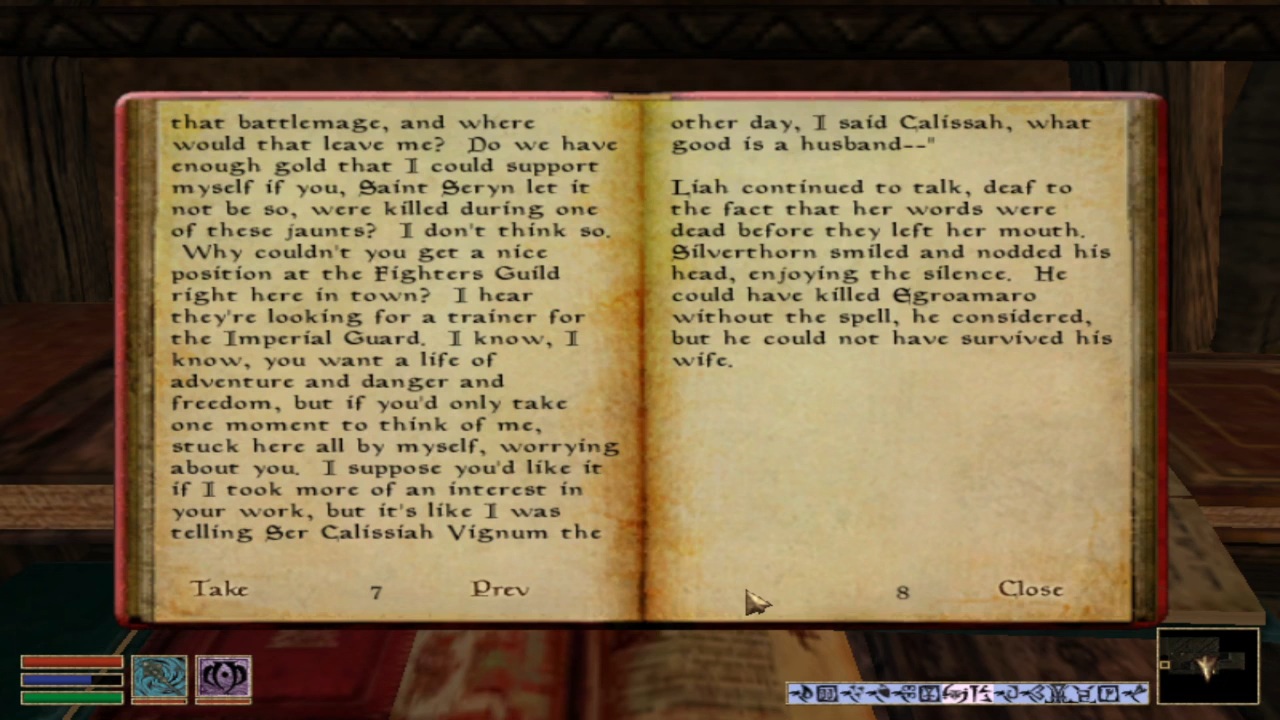 that battlemage, and where
would that leave me?  Do we have
enough gold that I could support
myself if you, Saint Seryn let it
not be so, were killed during one
of these jaunts?  I don't think so.
Why couldn't you get a nice
position at the Fighters Guild
right here in town?  I hear
they're looking for a trainer for
the Imperial Guard.  I know, I
know, you want a life of
adventure and danger and
freedom, but if you'd only take
one moment to think of me,
stuck here all by myself, worrying
about you.  I suppose you'd like it
if I took more of an interest in
your work, but it's like I was
telling Ser Calissiah Vignum the
Take
7
Prev
other day, I said Calissah, what
good is a husband--"
Liah continued to talk, deaf to
the fact that her words were
dead before they left her mouth.
Silverthorn smiled and nodded his
head, enjoying the silence.  He
could have killed Egroamaro
without the spell, he considered,
but he could not have survived his
wife.
8
Close